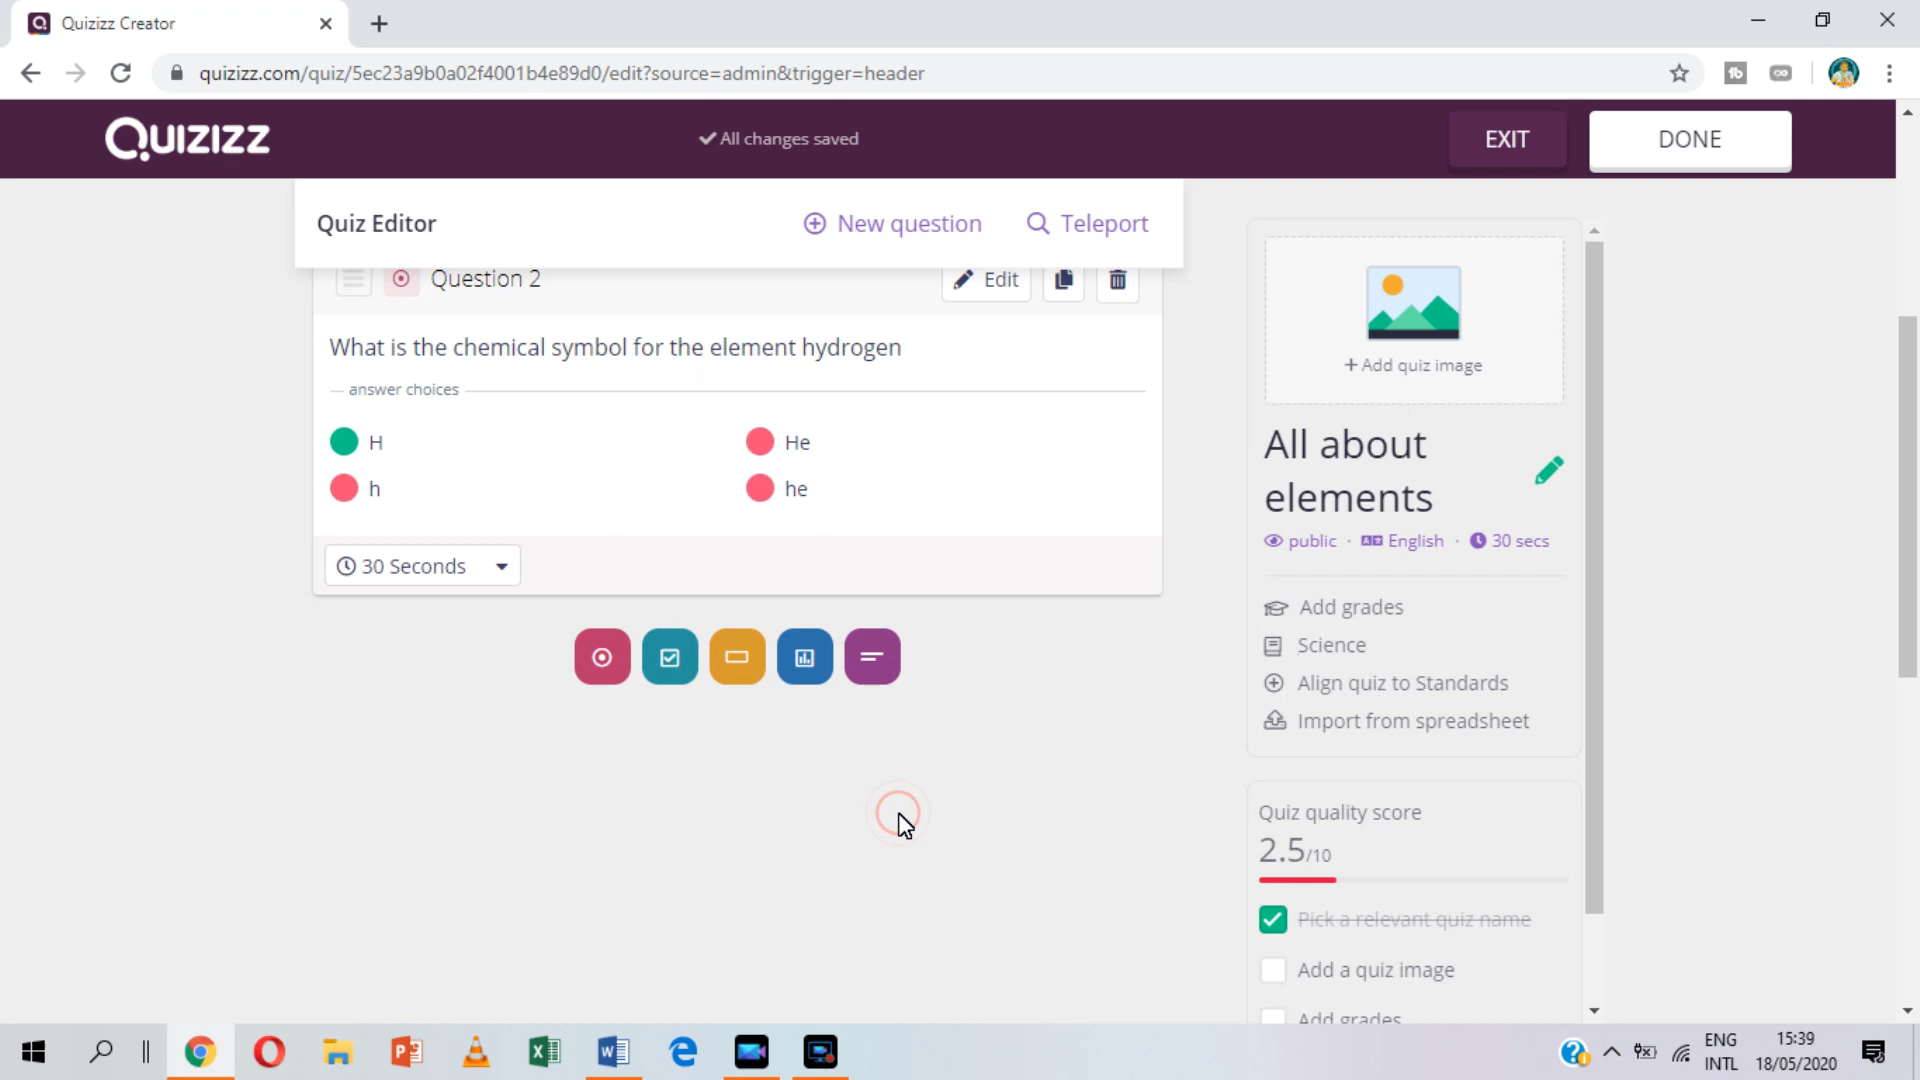 Quizizz Creator
quizizz.com/quiz/5ec23a9b0a02f4001b4e89d0/edit?source=admin&trigger=header
QUIZIZZ
All changes saved
EXIT
DONE
Quiz Editor
New question
Teleport
Question 2
Edit
What is the chemical symbol for the element hydrogen
answer choices
H
He
h
he
30 Seconds
+ Add quiz image
All about
elements
public · English · 30 secs
Add grades
Science
Align quiz to Standards
Import from spreadsheet
Quiz quality score
2.5/10
Pick a relevant quiz name
Add a quiz image
Add grades
ENG
INTL
15:39
18/05/2020